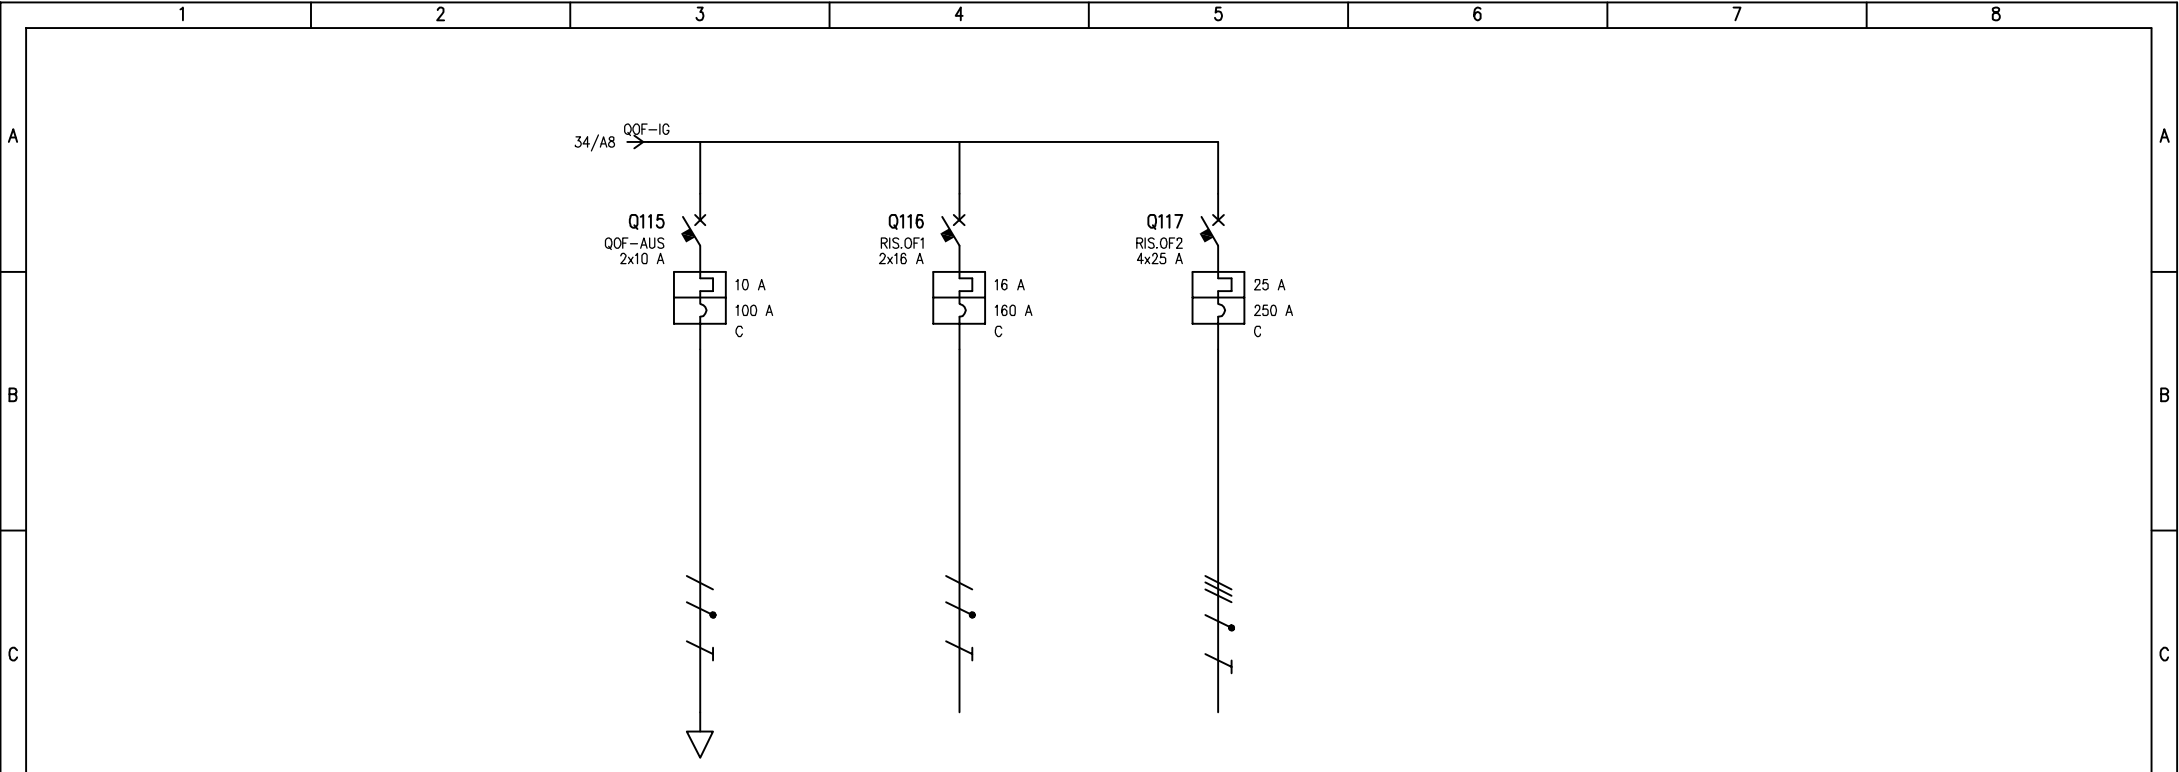 1 2 3 4 5 6 7 8
A A
QOF-IG
34/A8
Q115
QOF-AUS
2x10 A
10 A
100 A
C
Q116
RIS.OF1
2x16 A
16 A
160 A
C
Q117
RIS.OF2
4x25 A
25 A
250 A
C
B B
C C